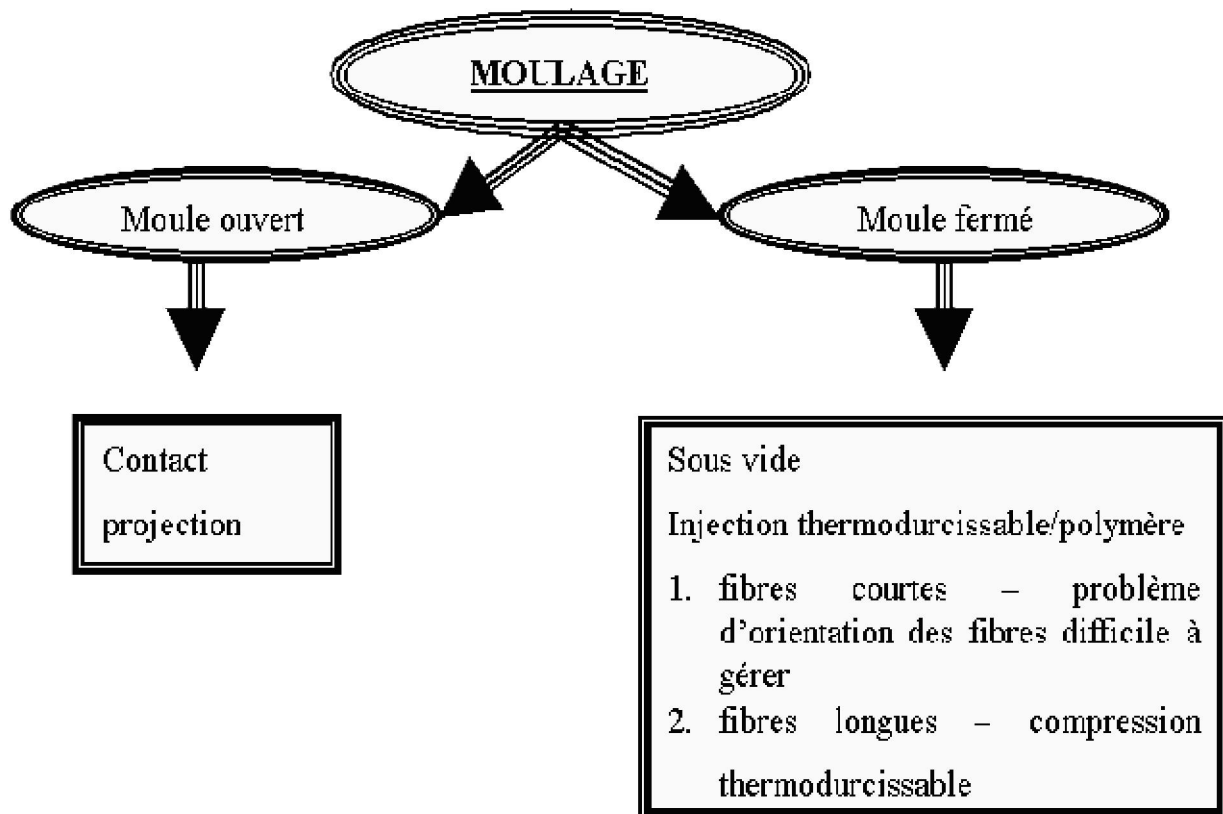 MOULAGE
Moule ouvert
Moule fermé
Contact
projection
Sous vide
Injection thermodurcissable/polymère
1. fibres courtes – problème
d'orientation des fibres difficile à
gérer
2. fibres longues – compression
thermodurcissable